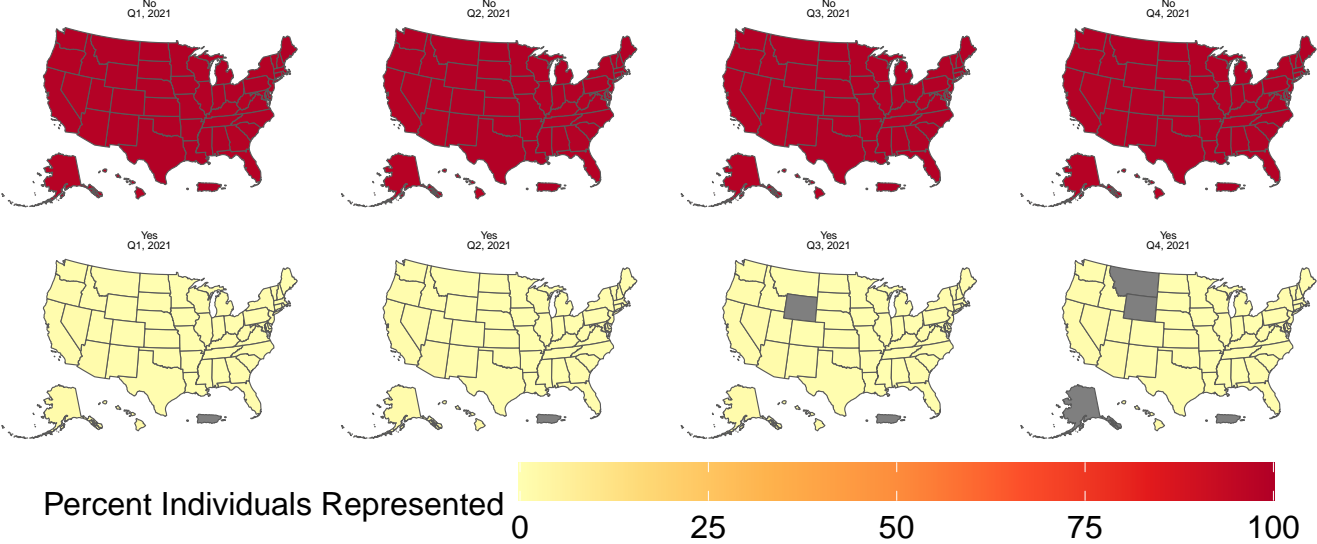 No
Q1, 2021
No
Q2, 2021
No
Q3, 2021
No
Q4, 2021
Yes
Q1, 2021
Yes
Q2, 2021
Yes
Q3, 2021
Yes
Q4, 2021
Percent Individuals Represented
0 25 50 75 100